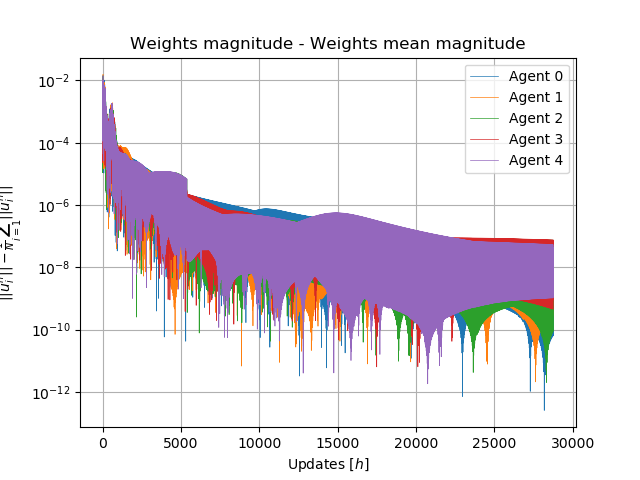 Weights magnitude - Weights mean magnitude
10⁻²
10⁻⁴
10⁻⁶
10⁻⁸
10⁻¹⁰
10⁻¹²
Agent 0
Agent 1
Agent 2
Agent 3
Agent 4
0 5000 10000 15000 20000 25000 30000
Updates [h]